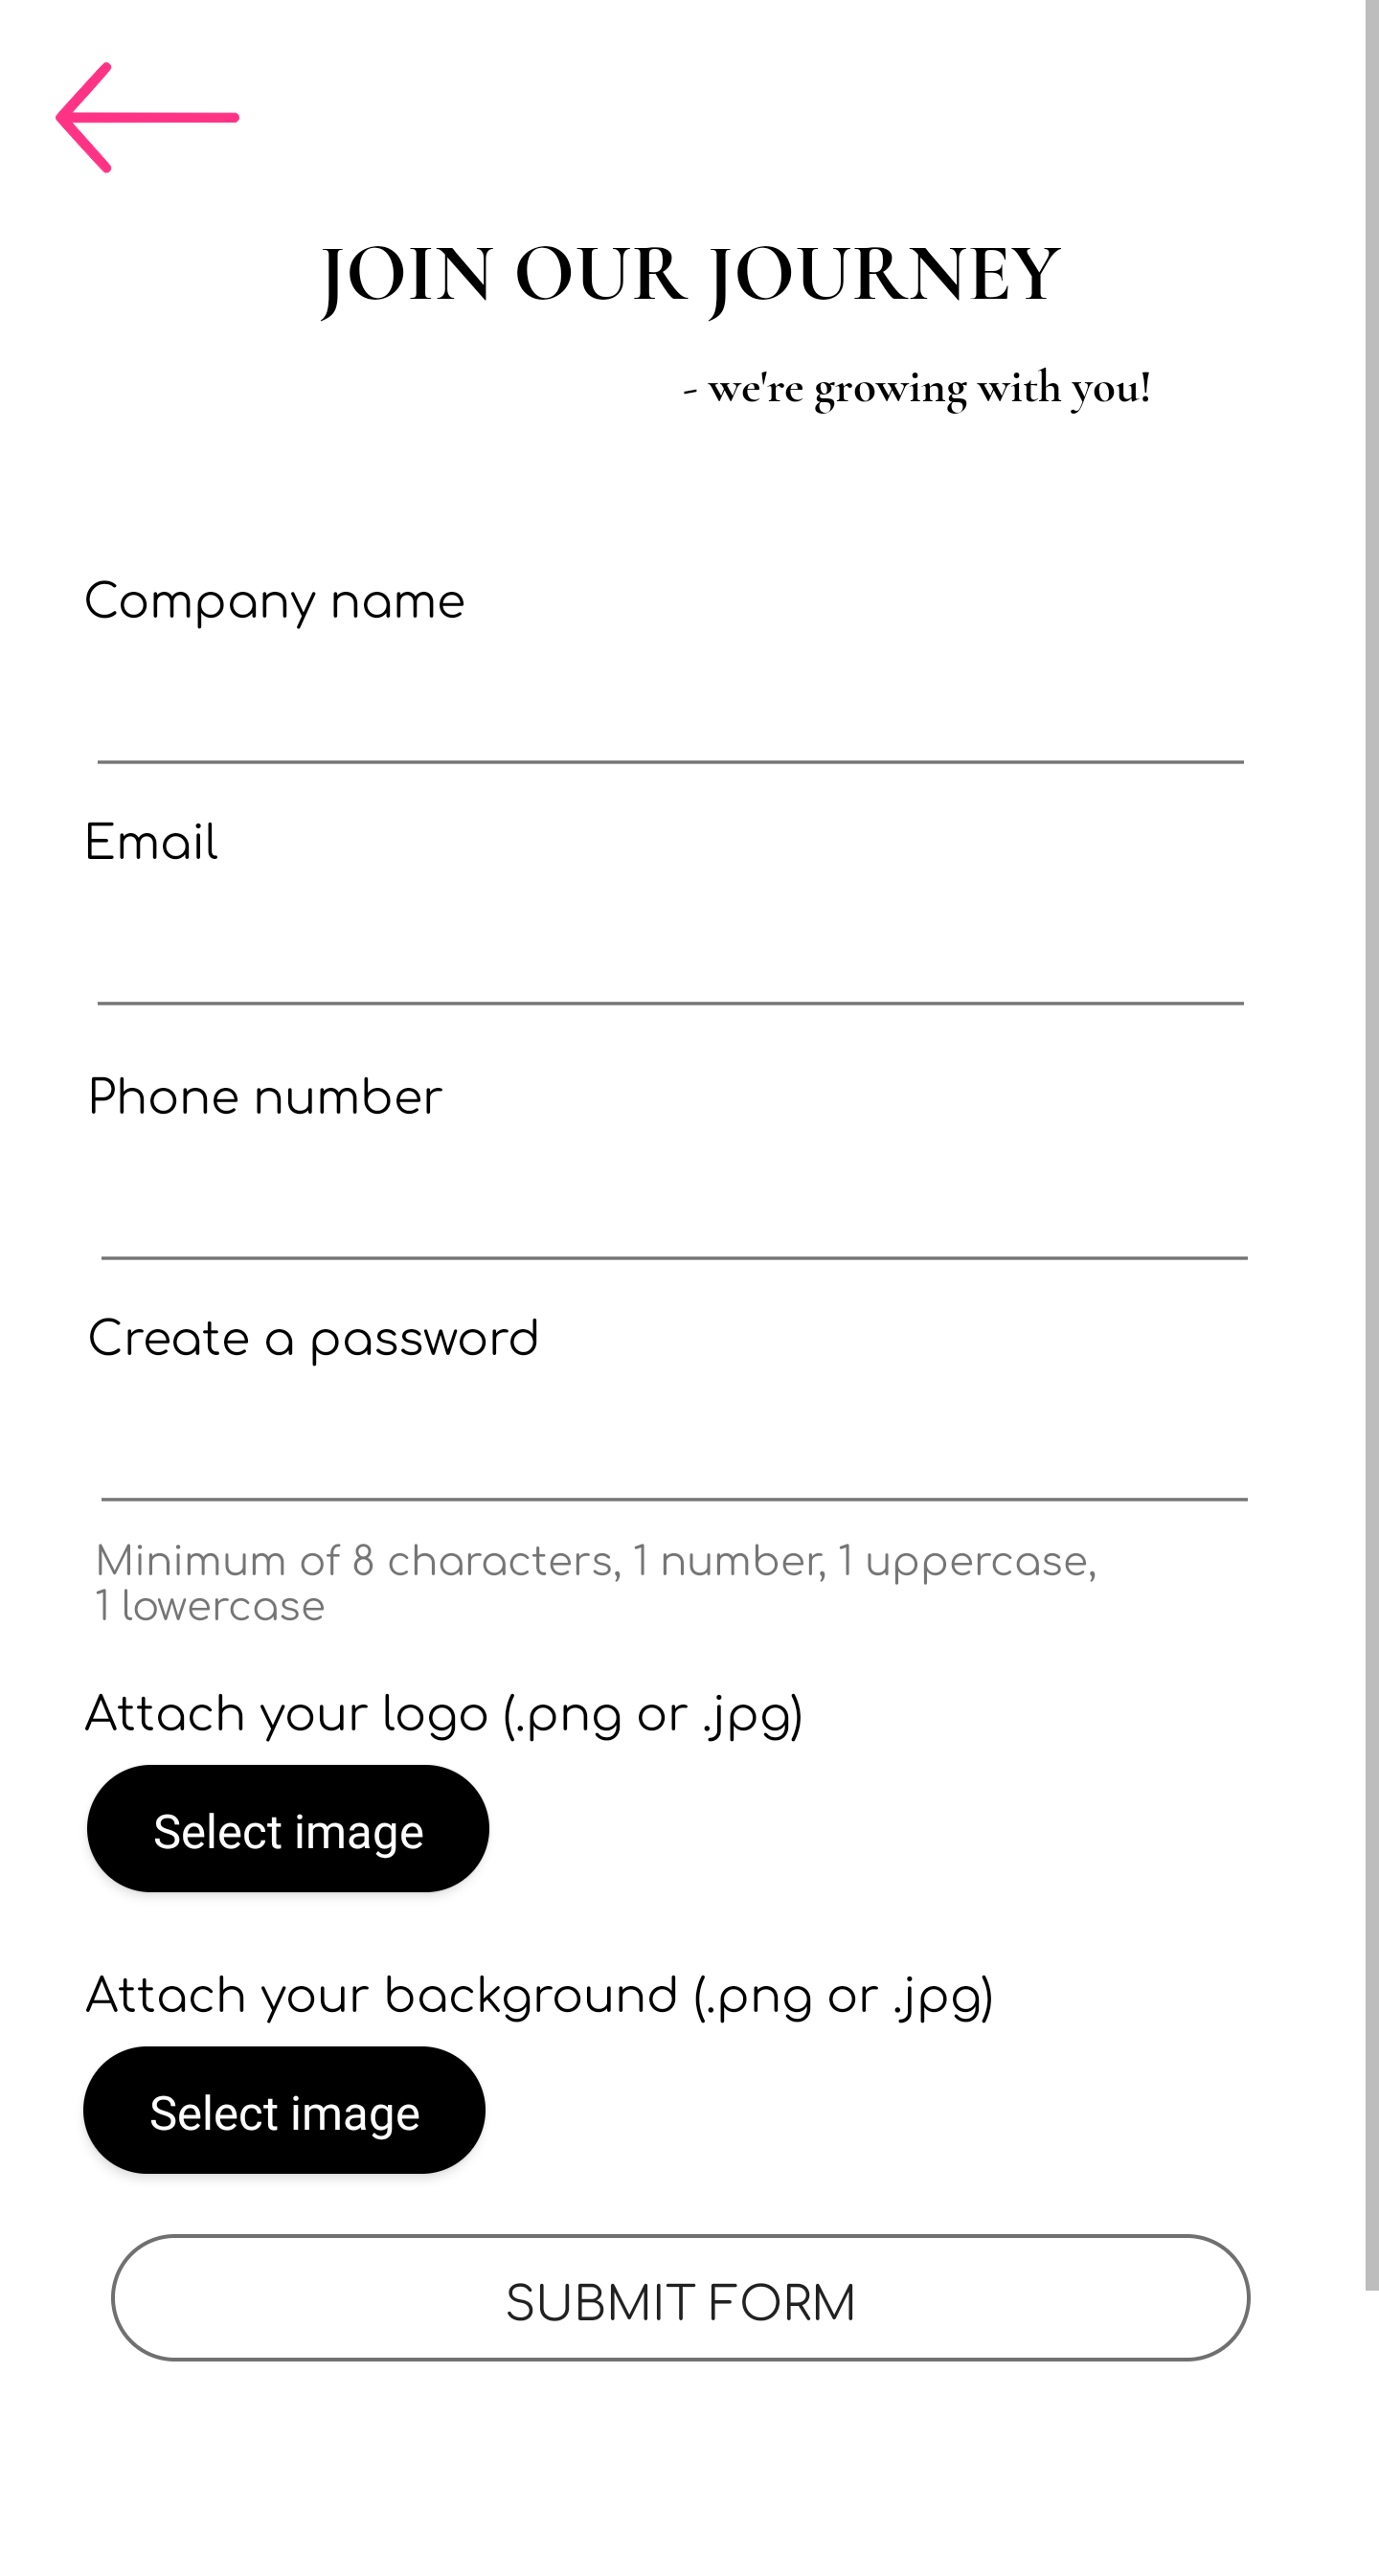 JOIN OUR JOURNEY
- we're growing with you!
Company name
Email
Phone number
Create a password
Minimum of 8 characters, 1 number, 1 uppercase,
1 lowercase
Attach your logo (.png or .jpg)
Select image
Attach your background (.png or .jpg)
Select image
SUBMIT FORM